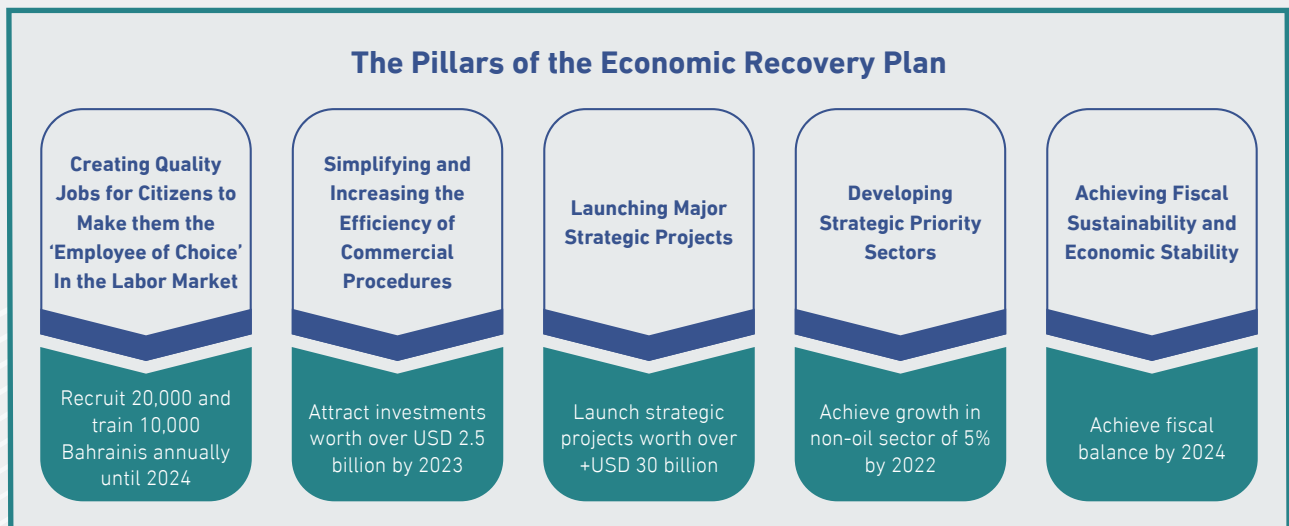 The Pillars of the Economic Recovery Plan
Creating Quality
Jobs for Citizens to
Make them the
‘Employee of Choice’
In the Labor Market
Recruit 20,000 and
train 10,000
Bahrainis annually
until 2024
Simplifying and
Increasing the
Efficiency of
Commercial
Procedures
Attract investments
worth over USD 2.5
billion by 2023
Launching Major
Strategic Projects
Launch strategic
projects worth over
+USD 30 billion
Developing
Strategic Priority
Sectors
Achieve growth in
non-oil sector of 5%
by 2022
Achieving Fiscal
Sustainability and
Economic Stability
Achieve fiscal
balance by 2024